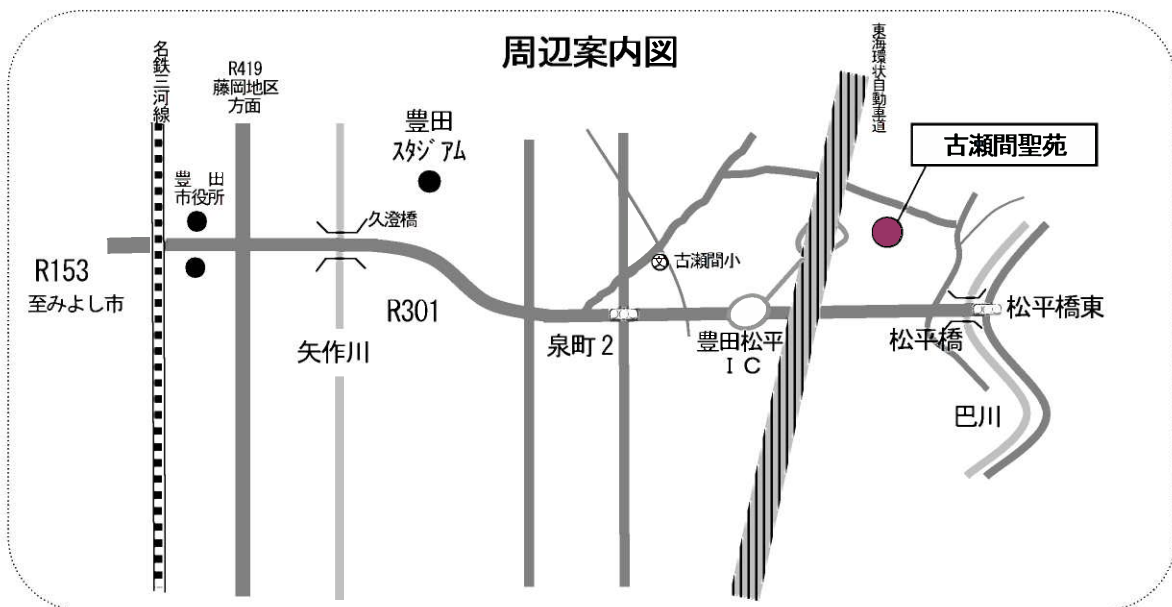 周辺案内図
名鉄三河線
R419
藤岡地区
方面
豊田
スタジアム
東海環状自動車道
古瀬間聖苑
豊田
市役所
久澄橋
R153
至みよし市
R301
文
古瀬間小
矢作川
泉町2
豊田松平
IC
松平橋
松平橋東
巴川